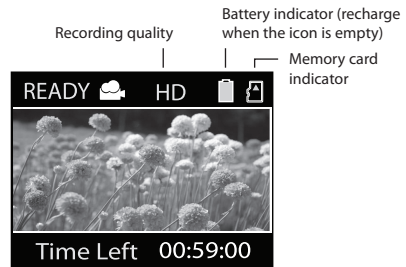 Battery indicator (recharge
when the icon is empty)
Recording quality
Memory card
indicator
READY HD
Time Left 00:59:00